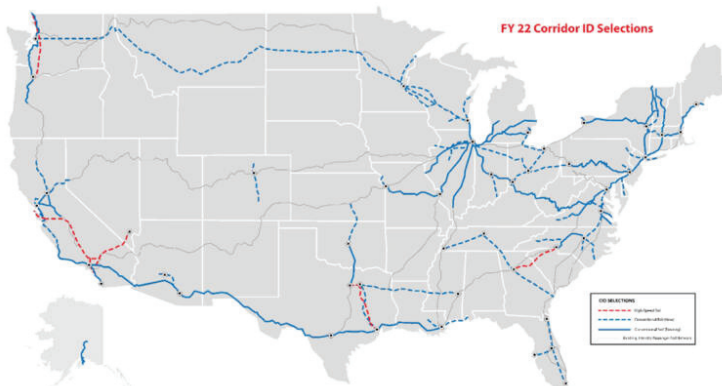 FY 22 Corridor ID Selections
CID SELECTIONS
High-Speed Rail
Conventional Rail (New)
Conventional Rail (Existing)